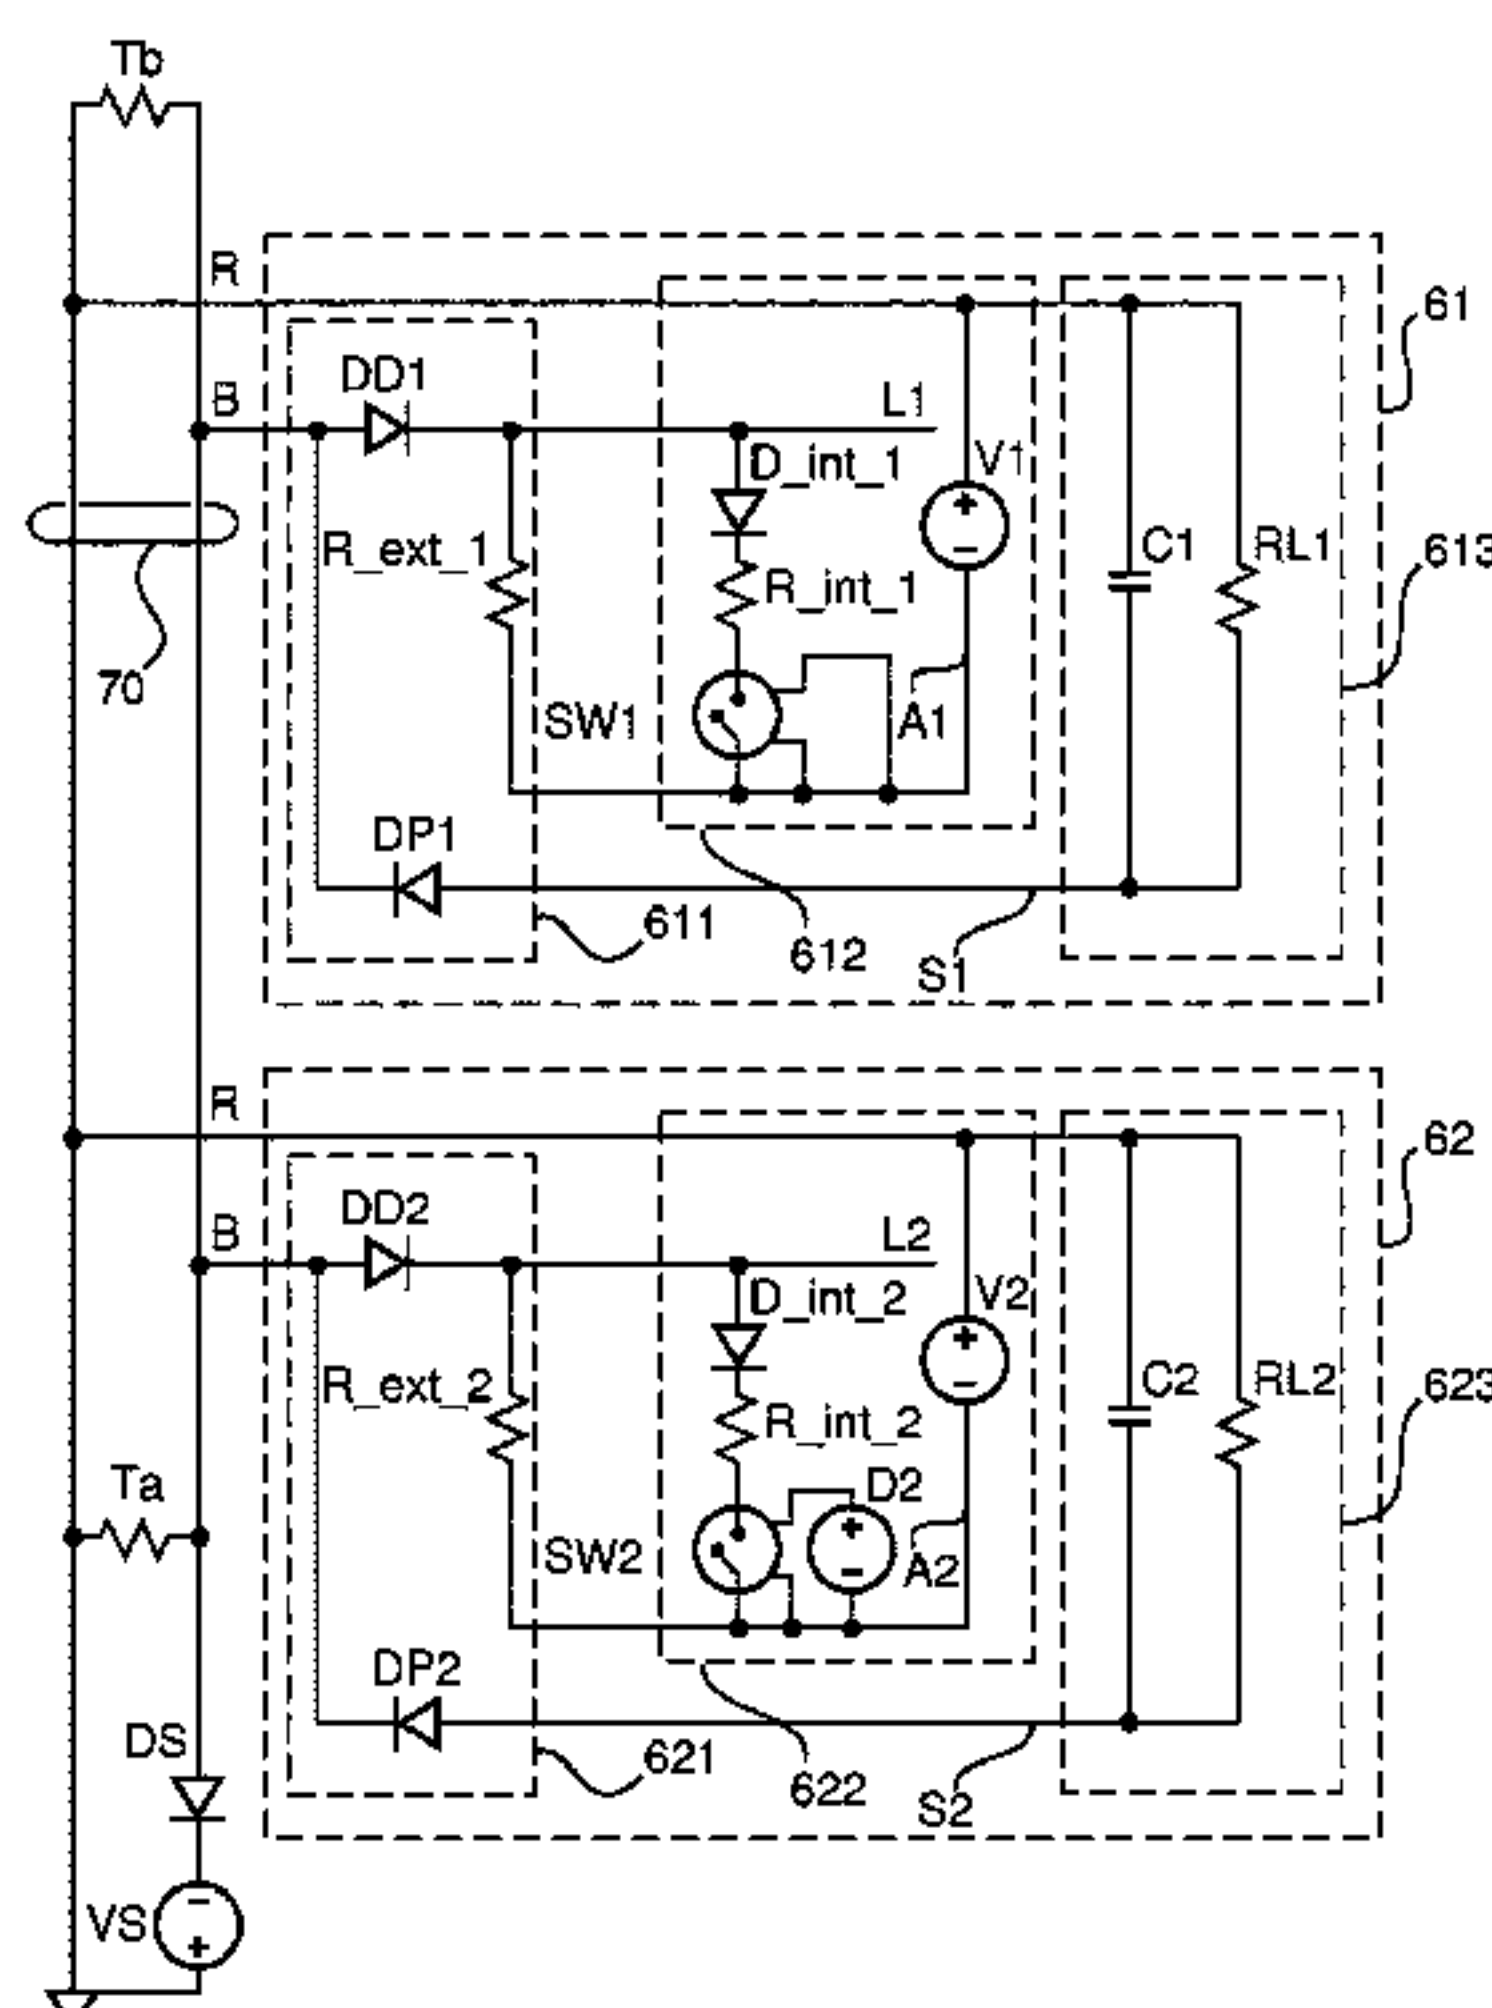 Tb
R
61
DD1
B
L1
D_int_1
V1
R_ext_1
C1
RL1
613
R_int_1
70
SW1
A1
DP1
611
612
S1
R
62
DD2
B
L2
D_int_2
V2
R_ext_2
C2
RL2
623
R_int_2
Ta
D2
SW2
A2
DP2
DS
621
622
S2
VS